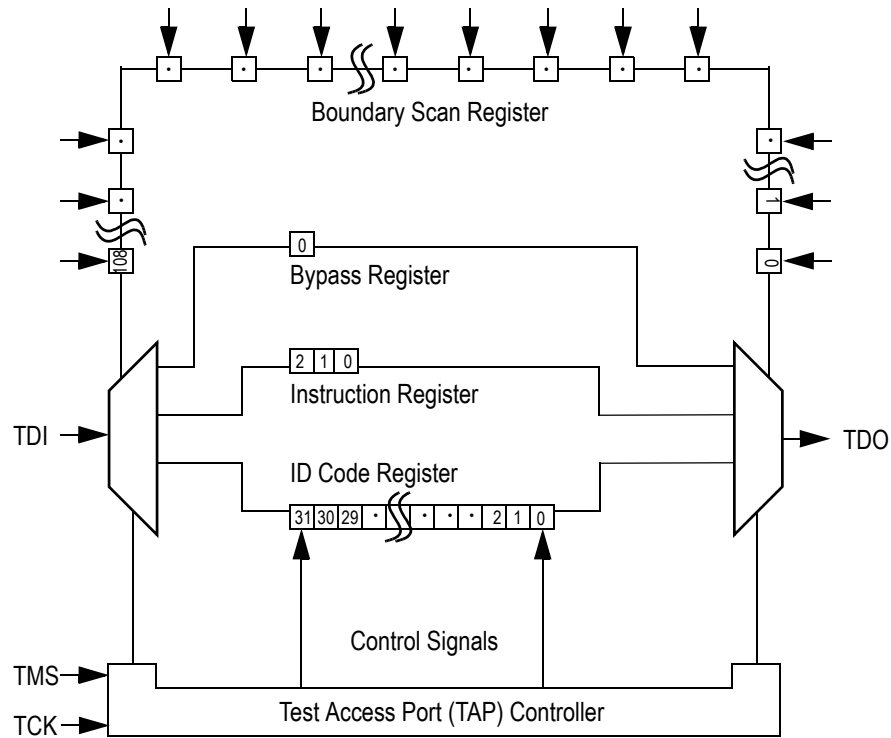 Boundary Scan Register
1
108
0
0
Bypass Register
2 1 0
Instruction Register
TDI
TDO
ID Code Register
31 30 29 · · · · 2 1 0
Control Signals
TMS
Test Access Port (TAP) Controller
TCK